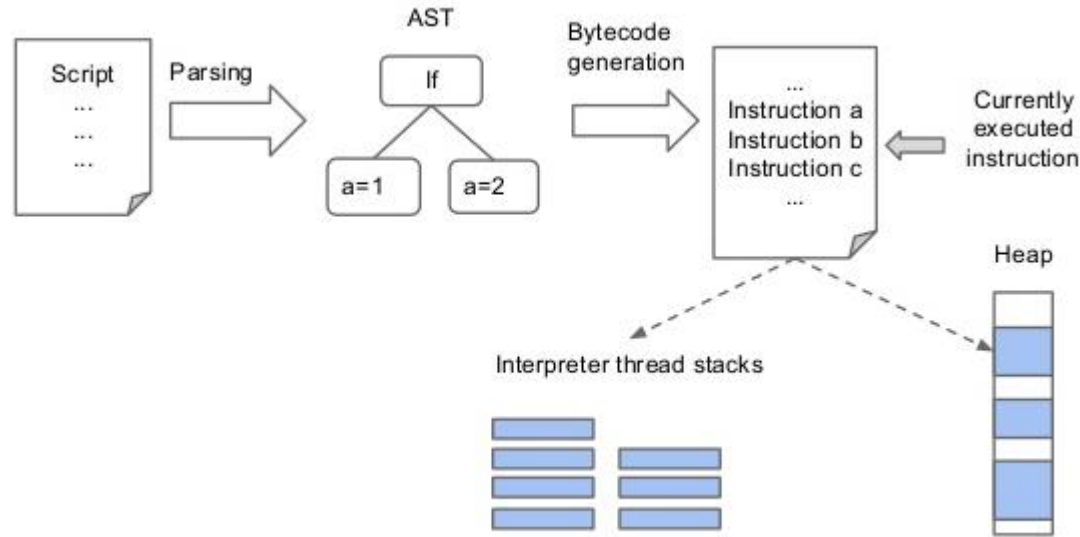 AST
Script
...
...
...
Parsing
If
a=1
a=2
Bytecode
generation
...
Instruction a
Instruction b
Instruction c
...
Currently
executed
instruction
Heap
Interpreter thread stacks